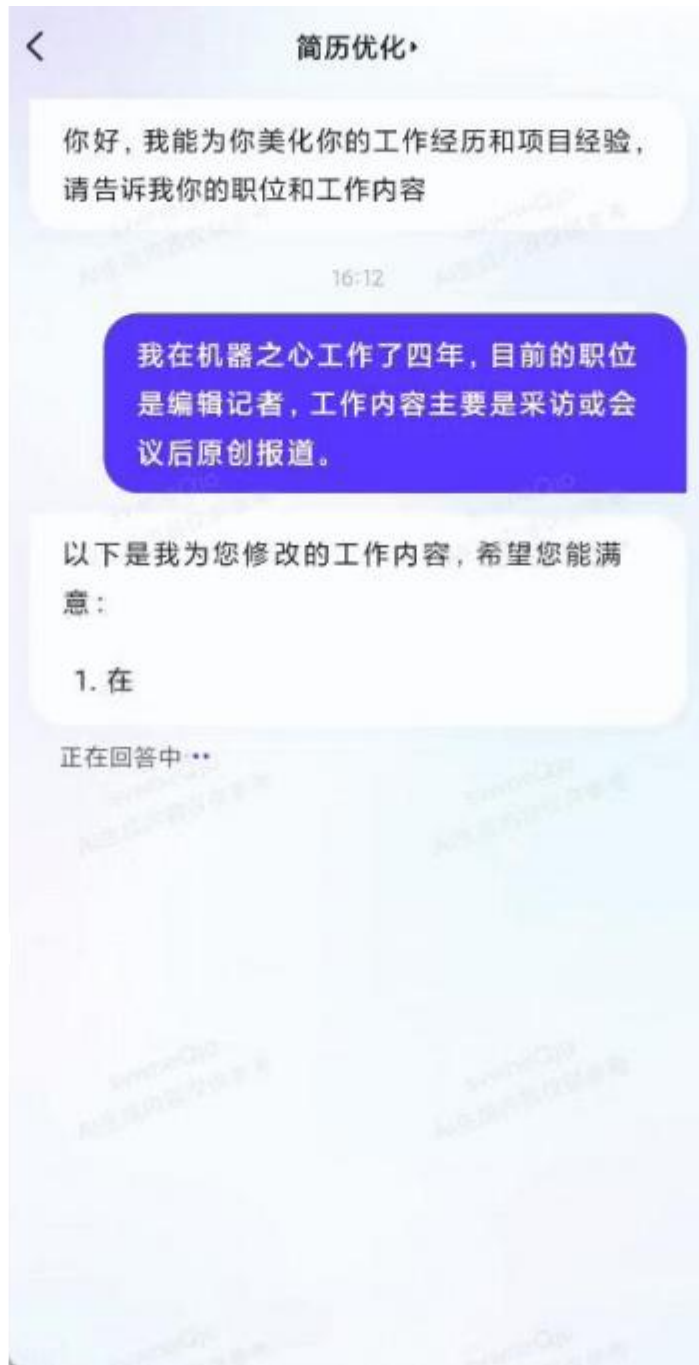 简历优化
你好，我能为你美化你的工作经历和项目经验，
请告诉我你的职位和工作内容
16:12
我在机器之心工作了四年，目前的职位
是编辑记者，工作内容主要是采访或会
议后原创报道。
以下是我为您修改的工作内容，希望您能满
意：
1. 在
正在回答中